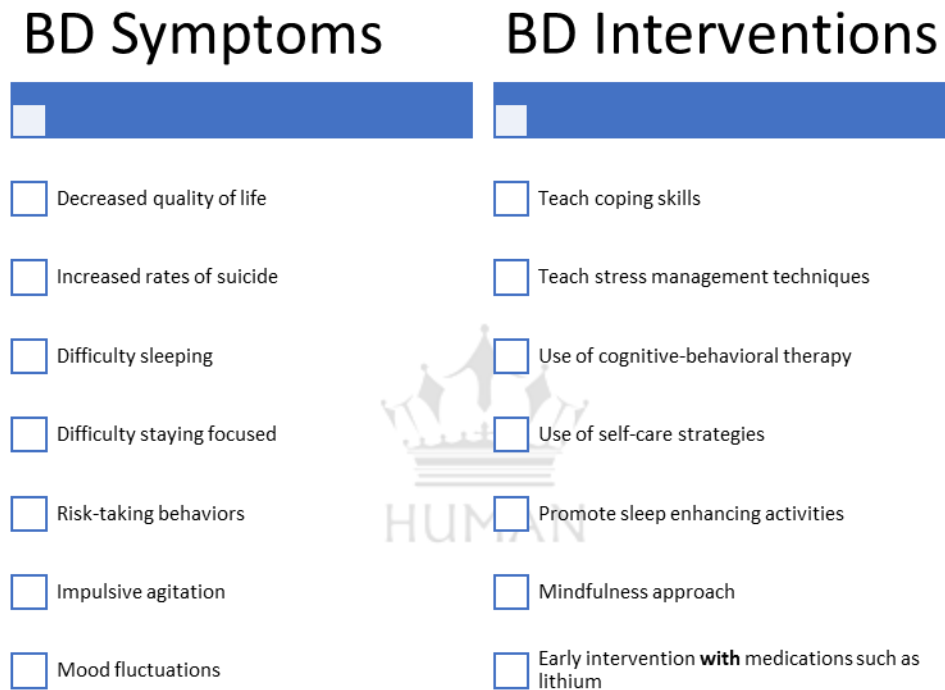 BD Symptoms
Decreased quality of life
Increased rates of suicide
Difficulty sleeping
Difficulty staying focused
Risk-taking behaviors
Impulsive agitation
Mood fluctuations
BD Interventions
Teach coping skills
Teach stress management techniques
Use of cognitive-behavioral therapy
Use of self-care strategies
Promote sleep enhancing activities
Mindfulness approach
Early intervention with medications such as
lithium
HUMAN